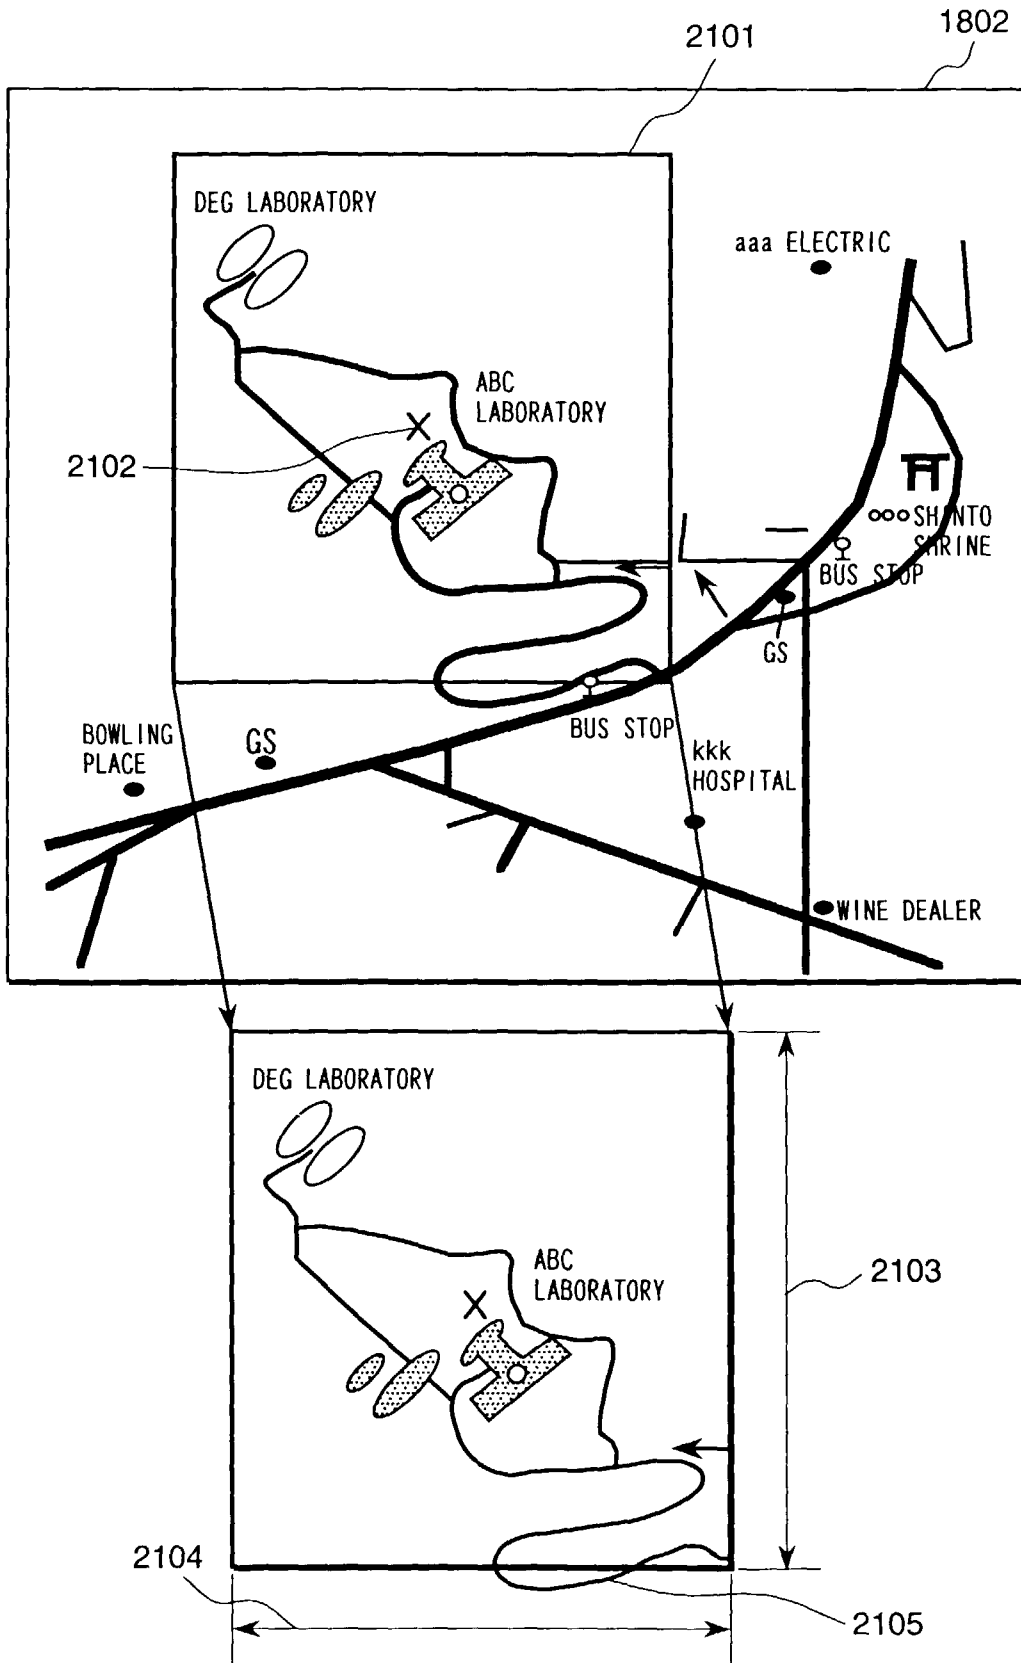 1802
2101
DEG LABORATORY
aaa ELECTRIC
ABC
LABORATORY
2102
SHINTO
SHRINE
BUS STOP
GS
BUS STOP
BOWLING
PLACE
GS
kkk
HOSPITAL
WINE DEALER
DEG LABORATORY
ABC
LABORATORY
2103
2104
2105